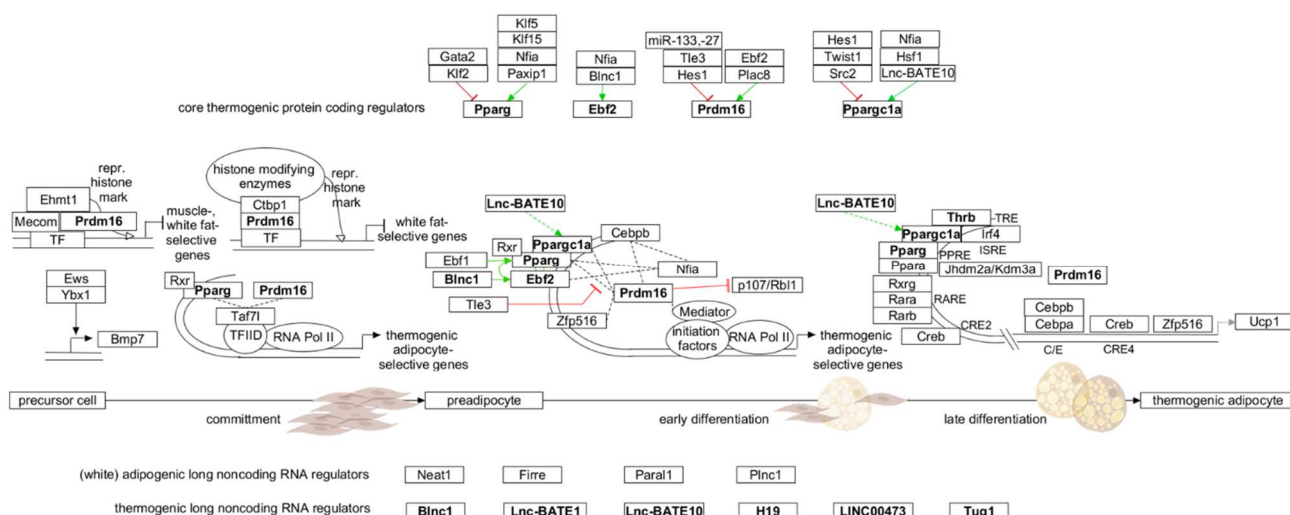 Klf5
Klf15
Nfia
Paxip1
Gata2
Klf2
Nfia
Blnc1
miR-133,-27
Tle3
Hes1
Ebf2
Plac8
Hes1
Twist1
Src2
Nfia
Hsf1
Lnc-BATE10
core thermogenic protein coding regulators
Pparg
Ebf2
Prdm16
Ppargc1a
repr.
histone
mark
Ehmt1
Mecom
Prdm16
TF
muscle-,
white fat-
selective
genes
histone modifying
enzymes
Ctbp1
Prdm16
TF
repr.
histone
mark
white fat-
selective genes
Ews
Ybx1
Bmp7
Rxr
Pparg
Prdm16
Taf7l
TFIID
RNA Pol II
thermogenic
adipocyte-
selective genes
Lnc-BATE10
Ppargc1a
Rxr
Pparg
Ebf1
Blnc1
Ebf2
Tle3
Cebpb
Nfia
Prdm16
p107/Rbl1
Zfp516
Mediator
initiation
factors
RNA Pol II
thermogenic
adipocyte-
selective genes
Lnc-BATE10
Thrb
TRE
Ppargc1a
Irf4
ISRE
Pparg
PPRE
Ppara
Jhdm2a/Kdm3a
Prdm16
Rxrg
Rara
RARE
Rarb
CRE2
Creb
Cebpb
Cebpa
C/E
Creb
CRE4
Zfp516
Ucp1
precursor cell
committment
preadipocyte
early differentiation
late differentiation
thermogenic adipocyte
(white) adipogenic long noncoding RNA regulators
Neat1
Firre
Paral1
Plnc1
thermogenic long noncoding RNA regulators
Blnc1
Lnc-BATE1
Lnc-BATE10
H19
LINC00473
Tug1